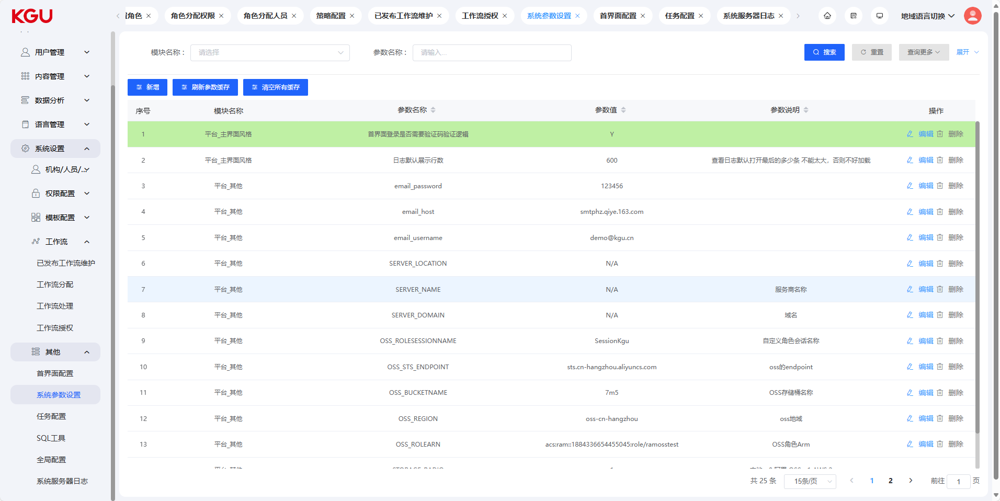 KGU
角色 角色分配权限 角色分配人员 策略配置 已发布工作流维护 工作流授权 系统参数设置 首界面配置 任务配置 系统服务器日志 地域语言切换
用户管理
内容管理
数据分析
语言管理
系统设置
机构/人员/...
权限配置
模板配置
工作流
已发布工作流维护
工作流分配
工作流处理
工作流授权
其他
首界面配置
系统参数设置
任务配置
SQL工具
全局配置
系统服务器日志
模块名称： 请选择 参数名称： 请输入... 搜索 重置 查询更多 展开
新增 刷新参数缓存 清空所有缓存
序号 模块名称 参数名称 参数值 参数说明 操作
1 平台_主界面风格 首界面登录是否需要验证码验证逻辑 Y 编辑 删除
2 平台_主界面风格 日志默认展示行数 600 查看日志默认打开最后的多少条 不能太大，否则不好加载 编辑 删除
3 平台_其他 email_password 123456 编辑 删除
4 平台_其他 email_host smtphz.qiye.163.com 编辑 删除
5 平台_其他 email_username demo@kgu.cn 编辑 删除
6 平台_其他 SERVER_LOCATION N/A 编辑 删除
7 平台_其他 SERVER_NAME N/A 服务商名称 编辑 删除
8 平台_其他 SERVER_DOMAIN N/A 域名 编辑 删除
9 平台_其他 OSS_ROLESESSIONNAME SessionKgu 自定义角色会话名称 编辑 删除
10 平台_其他 OSS_STS_ENDPOINT sts.cn-hangzhou.aliyuncs.com oss的endpoint 编辑 删除
11 平台_其他 OSS_BUCKETNAME 7m5 OSS存储桶名称 编辑 删除
12 平台_其他 OSS_REGION oss-cn-hangzhou oss地域 编辑 删除
13 平台_其他 OSS_ROLEARN acs:ram::1884336654455045:role/ramosstest OSS角色Arm 编辑 删除
共 25 条 15条/页 1 2 前往 1 页